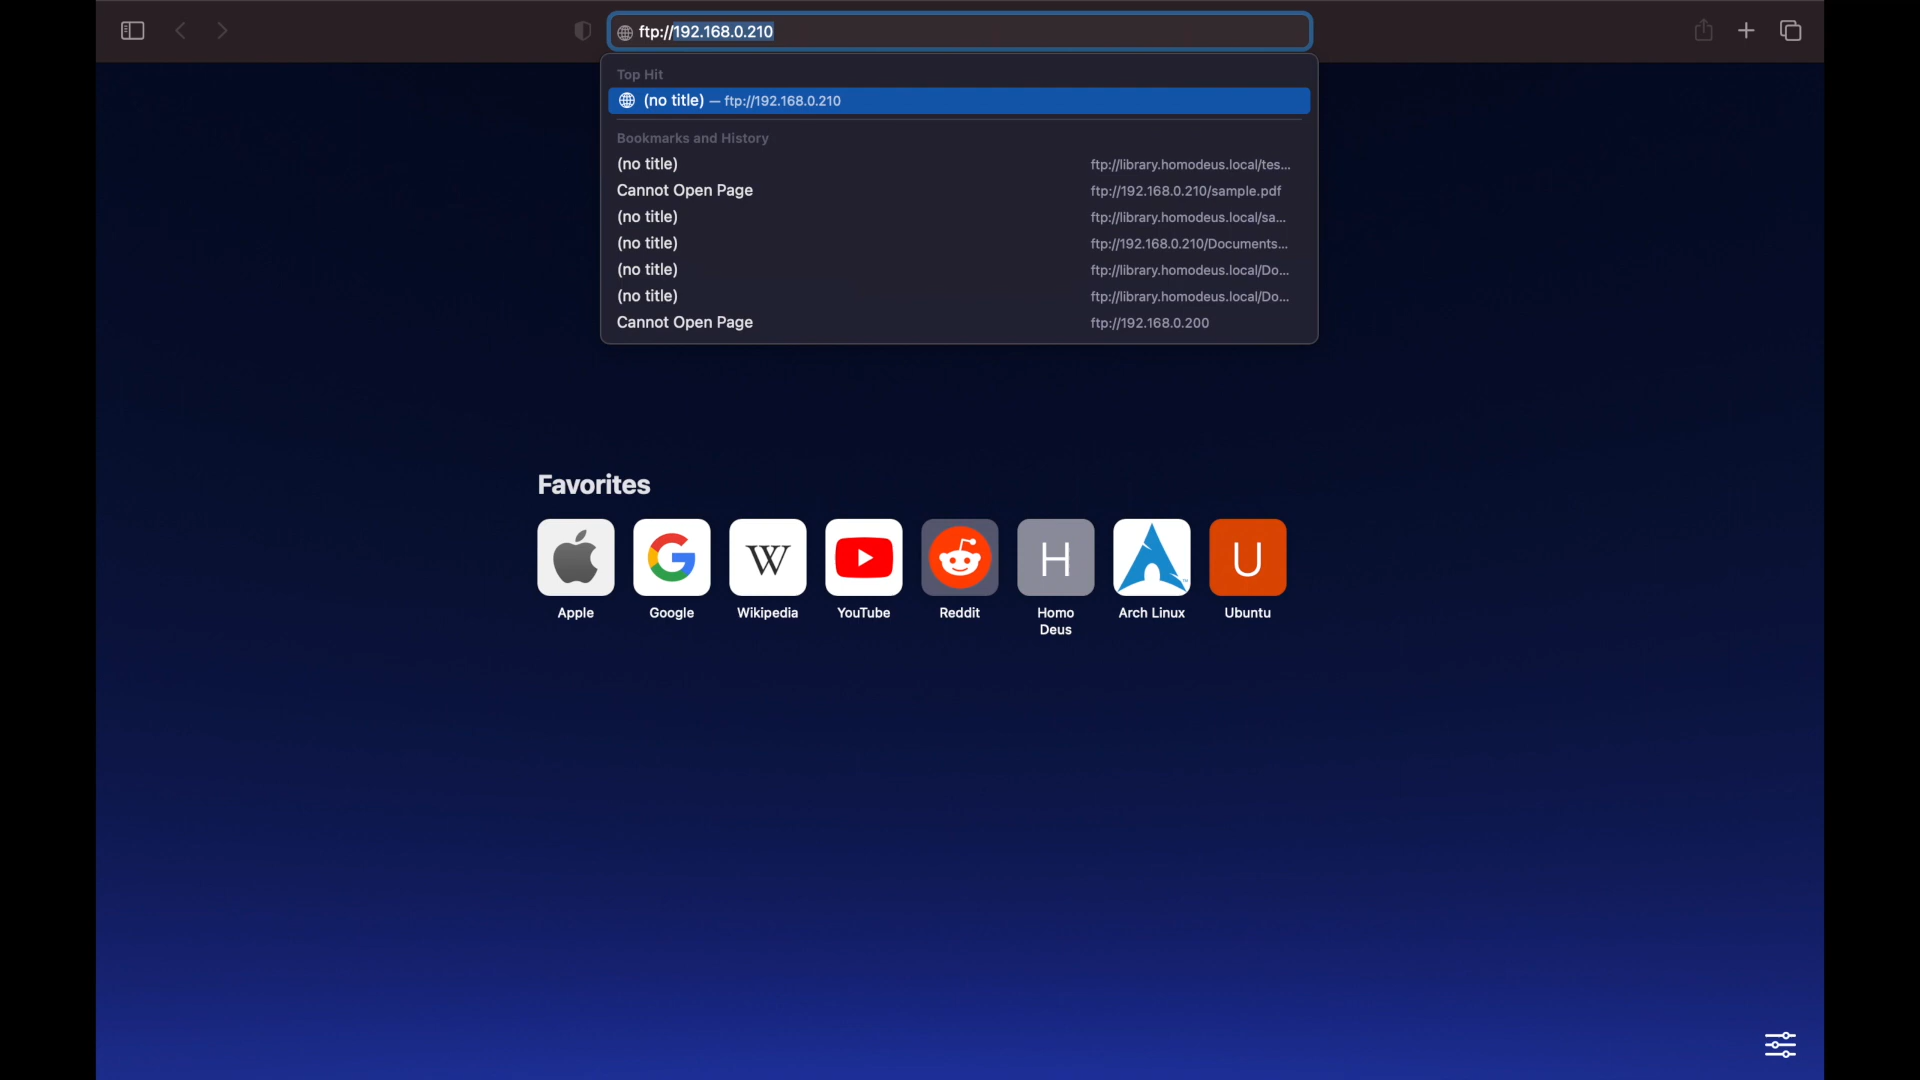 ftp://192.168.0.210
Top Hit
(no title) — ftp://192.168.0.210
Bookmarks and History
(no title) ftp://library.homodeus.local/tes...
Cannot Open Page ftp://192.168.0.210/sample.pdf
(no title) ftp://library.homodeus.local/sa...
(no title) ftp://192.168.0.210/Documents...
(no title) ftp://library.homodeus.local/Do...
(no title) ftp://library.homodeus.local/Do...
Cannot Open Page ftp://192.168.0.200
Favorites
W H U
Apple Google Wikipedia YouTube Reddit Homo Deus Arch Linux Ubuntu